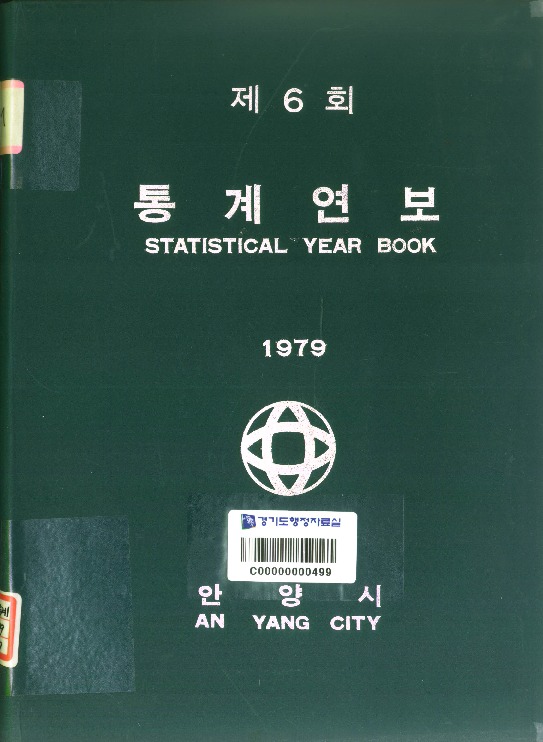 제 6 회
통 계 연 보
STATISTICAL YEAR BOOK
1979
경기도행정자료실
C00000000499
안 양 시
AN YANG CITY